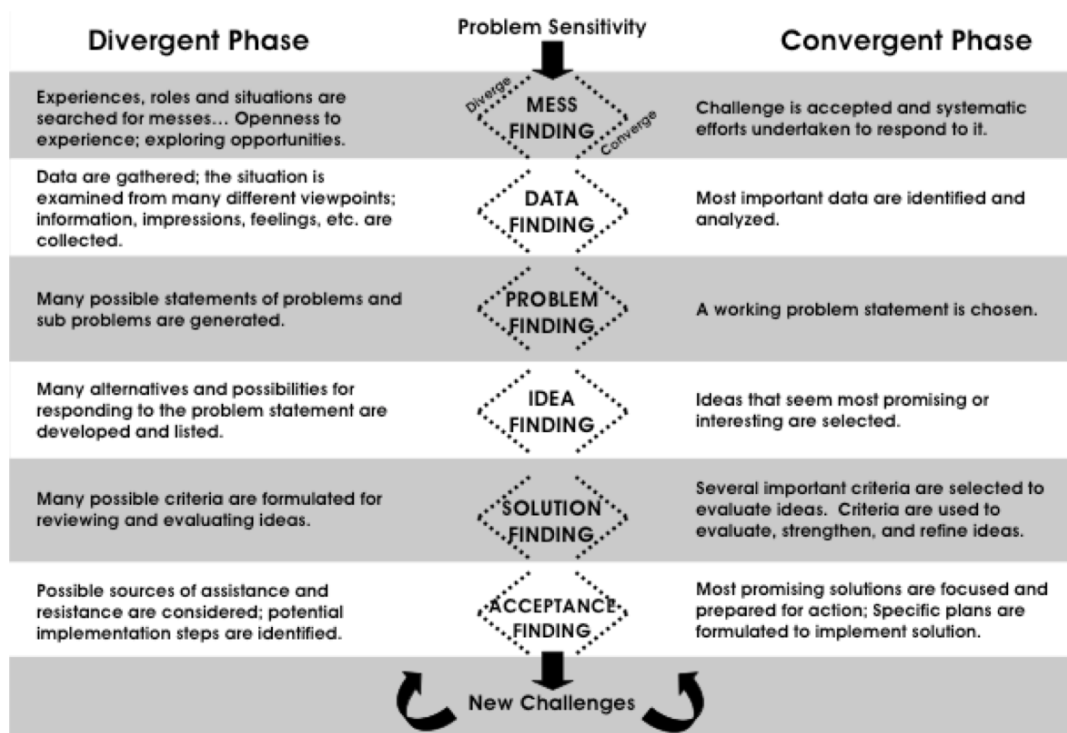 Divergent Phase
Problem Sensitivity
Convergent Phase
Experiences, roles and situations are
searched for messes... Openness to
experience; exploring opportunities.
Diverge
MESS
FINDING
Converge
Challenge is accepted and systematic
efforts undertaken to respond to it.
Data are gathered; the situation is
examined from many different viewpoints;
information, impressions, feelings, etc. are
collected.
DATA
FINDING
Most important data are identified and
analyzed.
Many possible statements of problems and
sub problems are generated.
PROBLEM
FINDING
A working problem statement is chosen.
Many alternatives and possibilities for
responding to the problem statement are
developed and listed.
IDEA
FINDING
Ideas that seem most promising or
interesting are selected.
Many possible criteria are formulated for
reviewing and evaluating ideas.
SOLUTION
FINDING
Several important criteria are selected to
evaluate ideas. Criteria are used to
evaluate, strengthen, and refine ideas.
Possible sources of assistance and
resistance are considered; potential
implementation steps are identified.
ACCEPTANCE
FINDING
Most promising solutions are focused and
prepared for action; Specific plans are
formulated to implement solution.
New Challenges